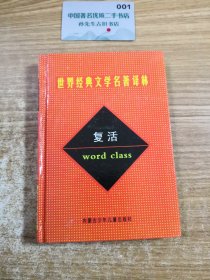 001
中国著名优城二手书店
孙先生古旧书店
世界经典文学名著译林
复活
word class
内蒙古少年儿童出版社